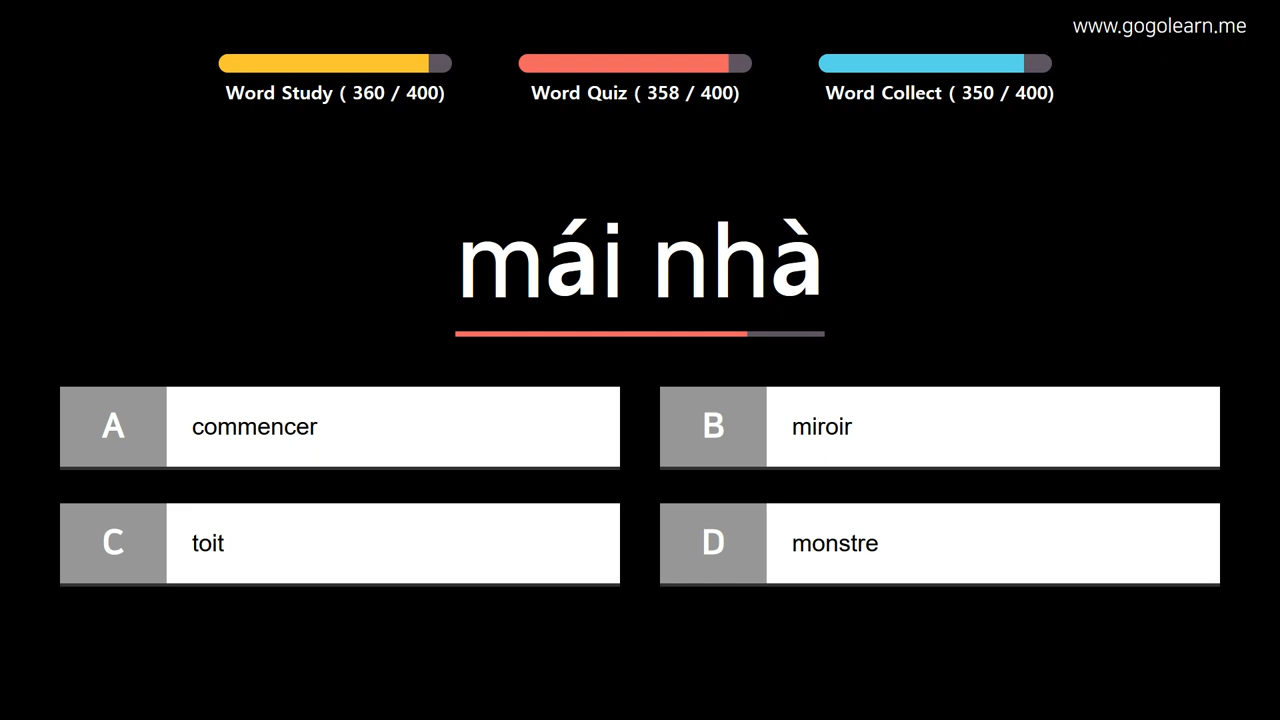 www.gogolearn.me
Word Study ( 360 / 400)
Word Quiz ( 358 / 400)
Word Collect ( 350 / 400)
mái nhà
A commencer
B miroir
C toit
D monstre